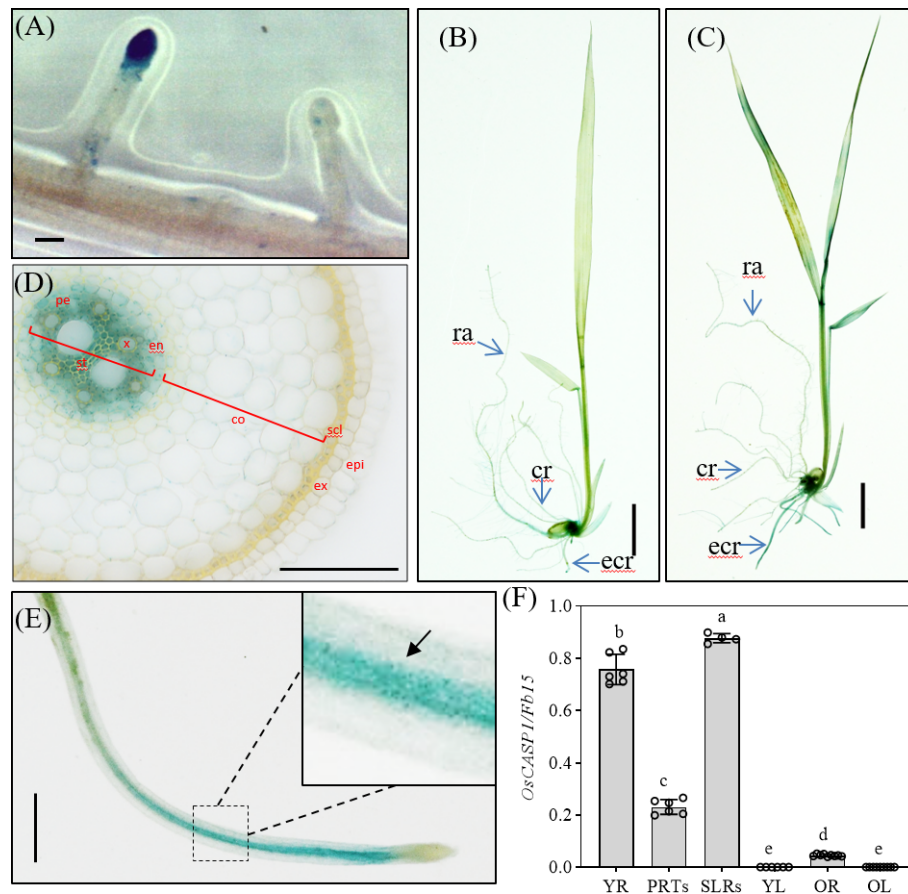 (A)
(B)
ra
cr
ecr
(C)
ra
cr
ecr
(D)
pe
x
en
st
co
scl
epi
ex
(E)
(F)
OsCASP1/Fb15
1.0
0.8
0.6
0.4
0.2
0.0
b
c
a
e
d
e
YR PRTs SLRs YL OR OL